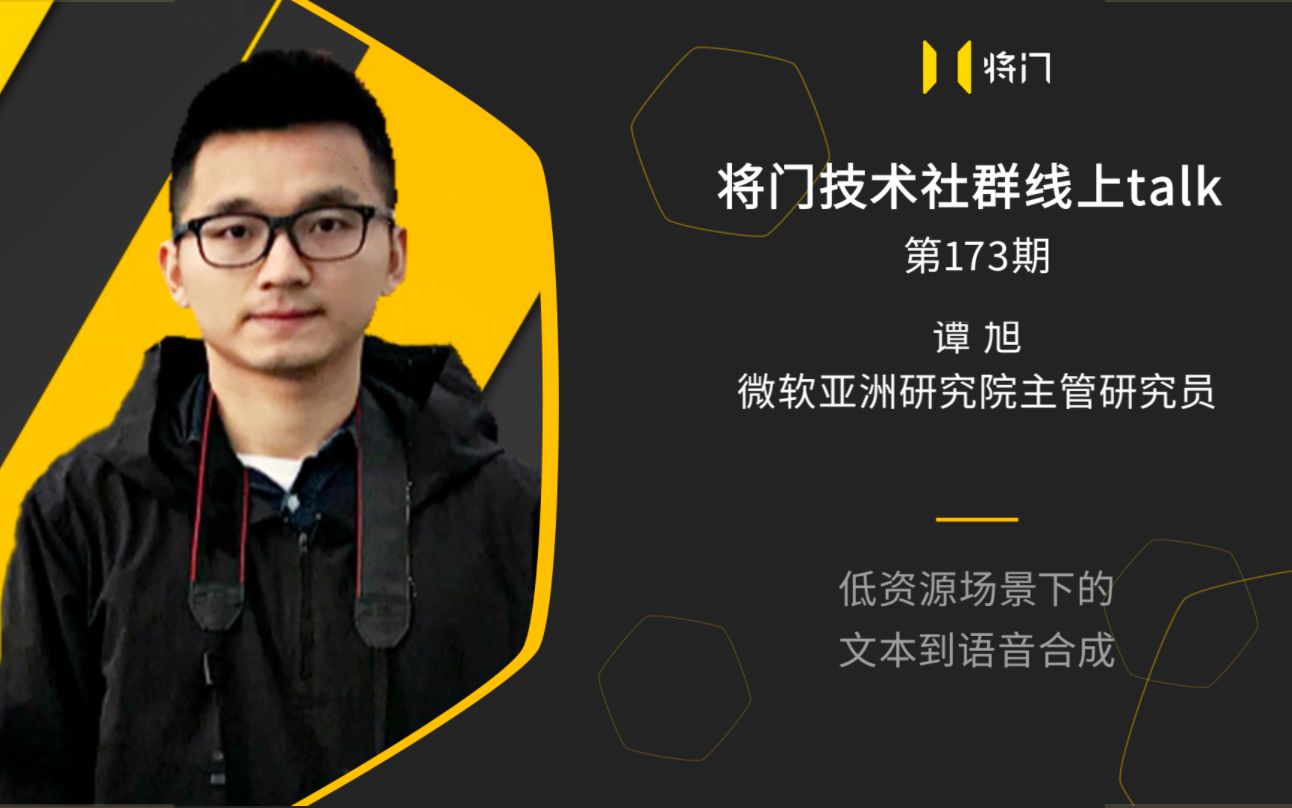 将门
将门技术社群线上talk
第173期
谭 旭
微软亚洲研究院主管研究员
低资源场景下的
文本到语音合成